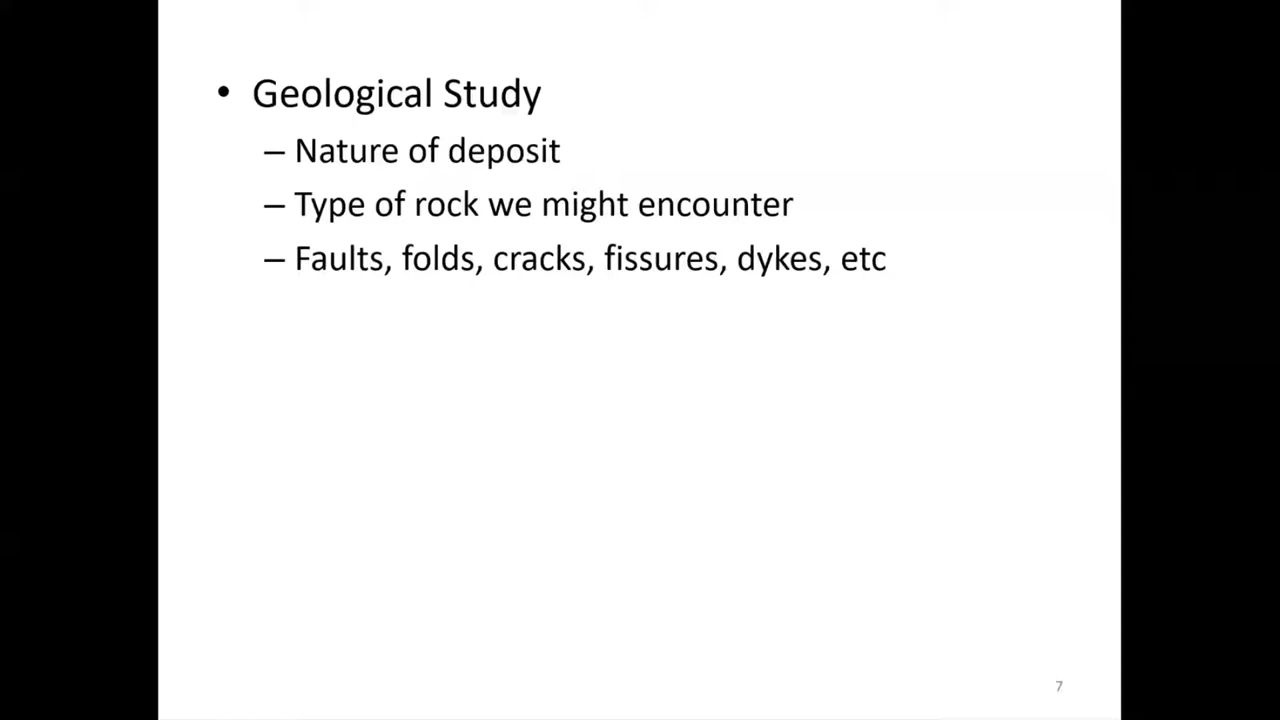 • Geological Study
– Nature of deposit
– Type of rock we might encounter
– Faults, folds, cracks, fissures, dykes, etc
7